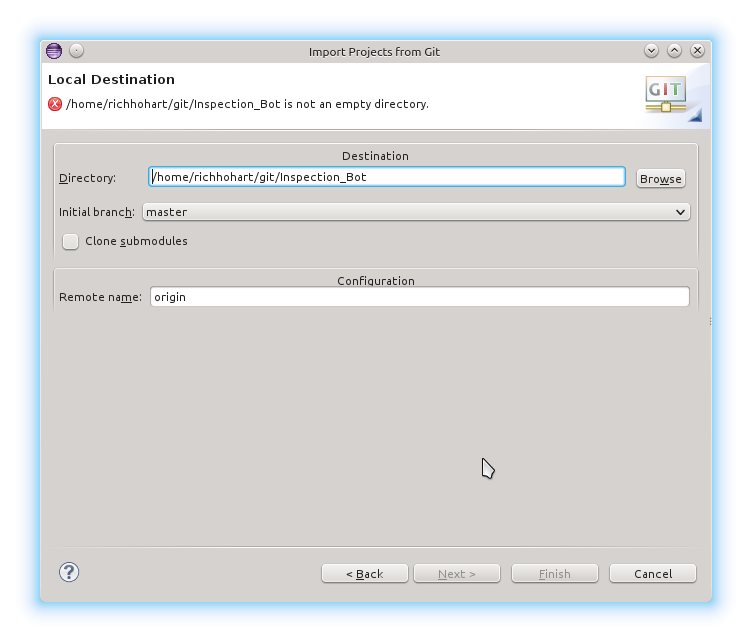 Import Projects from Git
Local Destination
/home/richhohart/git/Inspection_Bot is not an empty directory.
GIT
Destination
Directory: /home/richhohart/git/Inspection_Bot Browse
Initial branch: master
Clone submodules
Configuration
Remote name: origin
? < Back Next > Finish Cancel